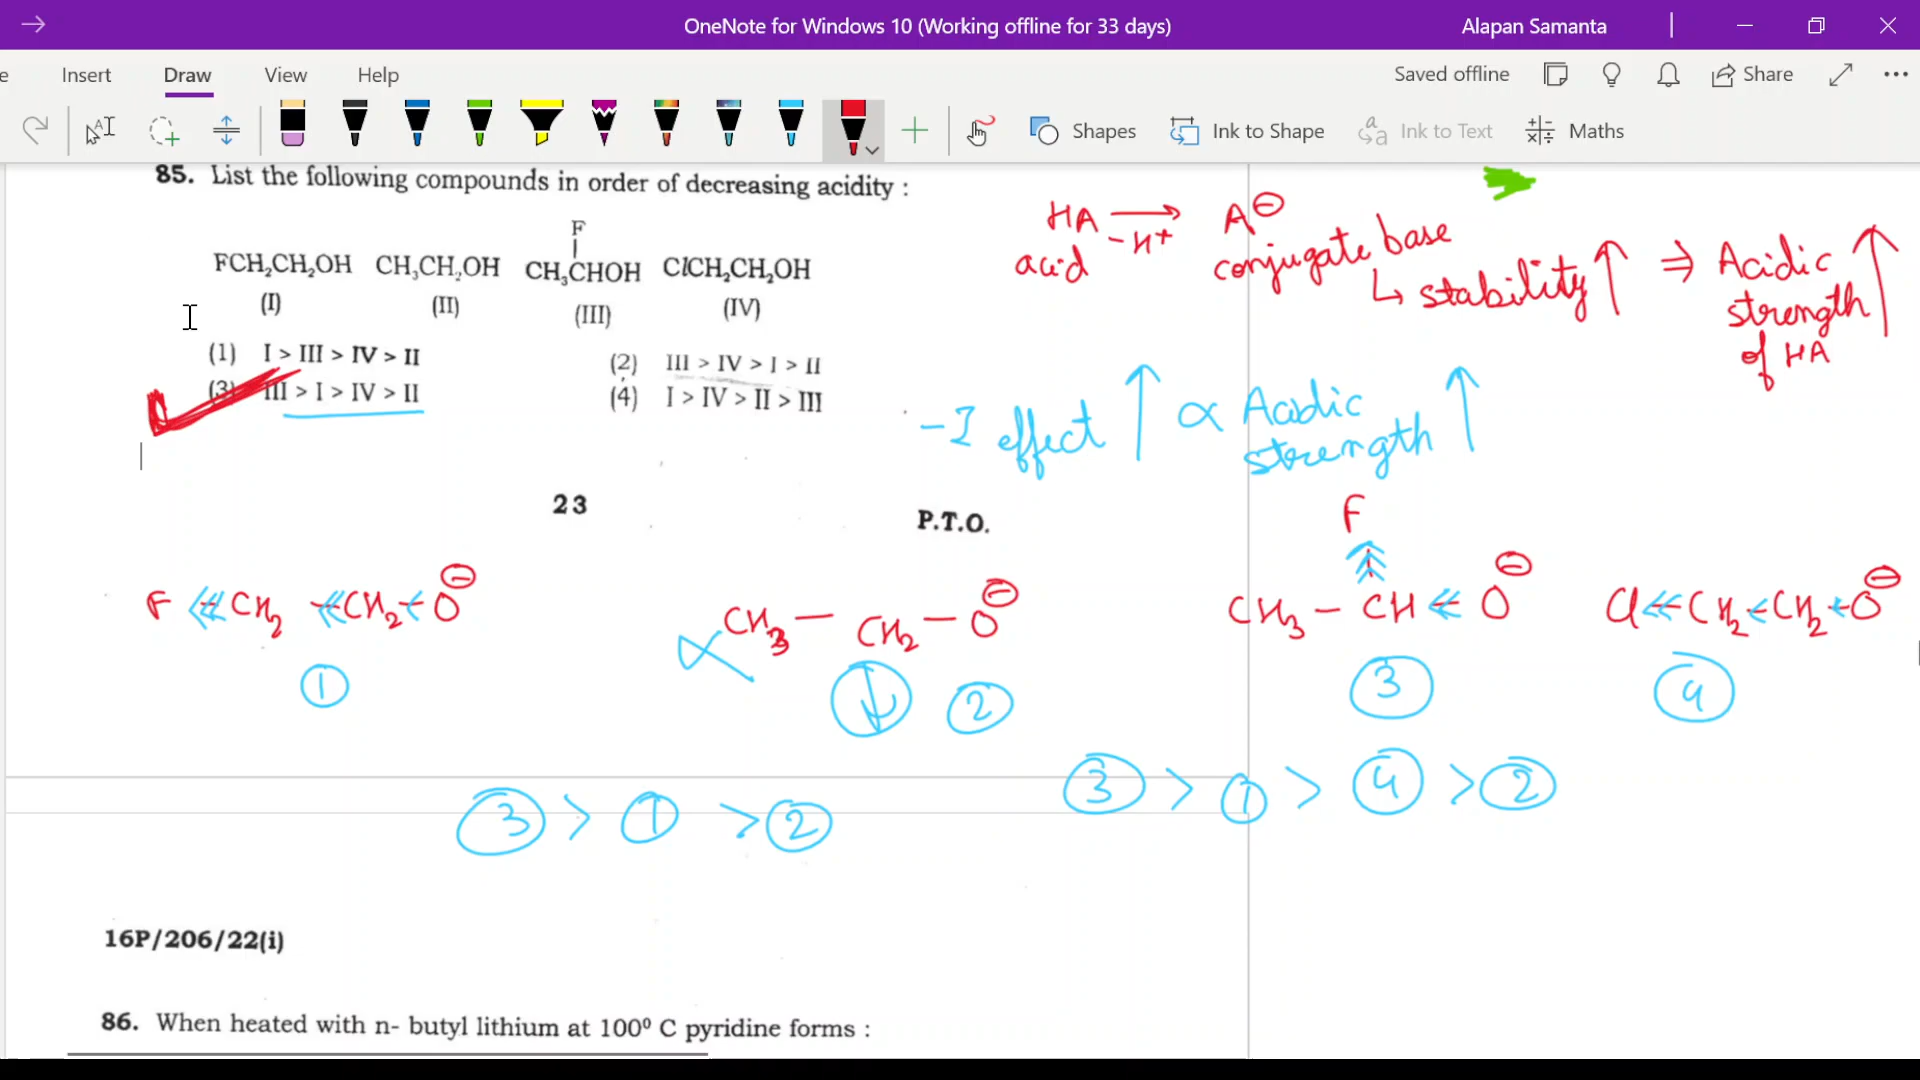 OneNote for Windows 10 (Working offline for 33 days)
Alapan Samanta
e Insert Draw View Help
Saved offline
Share
Shapes
Ink to Shape
Ink to Text
Maths
85. List the following compounds in order of decreasing acidity :
F
FCH₂CH₂OH CH₃CH₂OH CH₃CHOH ClCH₂CH₂OH
(I) (II) (III) (IV)
(1) I > III > IV > II
(2) III > IV > I > II
(3) III > I > IV > II
(4) I > IV > II > III
23
P.T.O.
HA → A⊖
-H+
acid conjugate base
↳ stability ↑ ⇒ Acidic strength of HA ↑
-I effect ↑ ∝ Acidic strength ↑
F CH₂ CH₂ O⊖
①
CH₃ — CH₂ — O⊖
②
F
CH₃ — CH O⊖
③
Cl CH₂ CH₂ O⊖
④
③ > ① > ④ > ②
③ > ① > ②
16P/206/22(i)
86. When heated with n- butyl lithium at 100⁰ C pyridine forms :